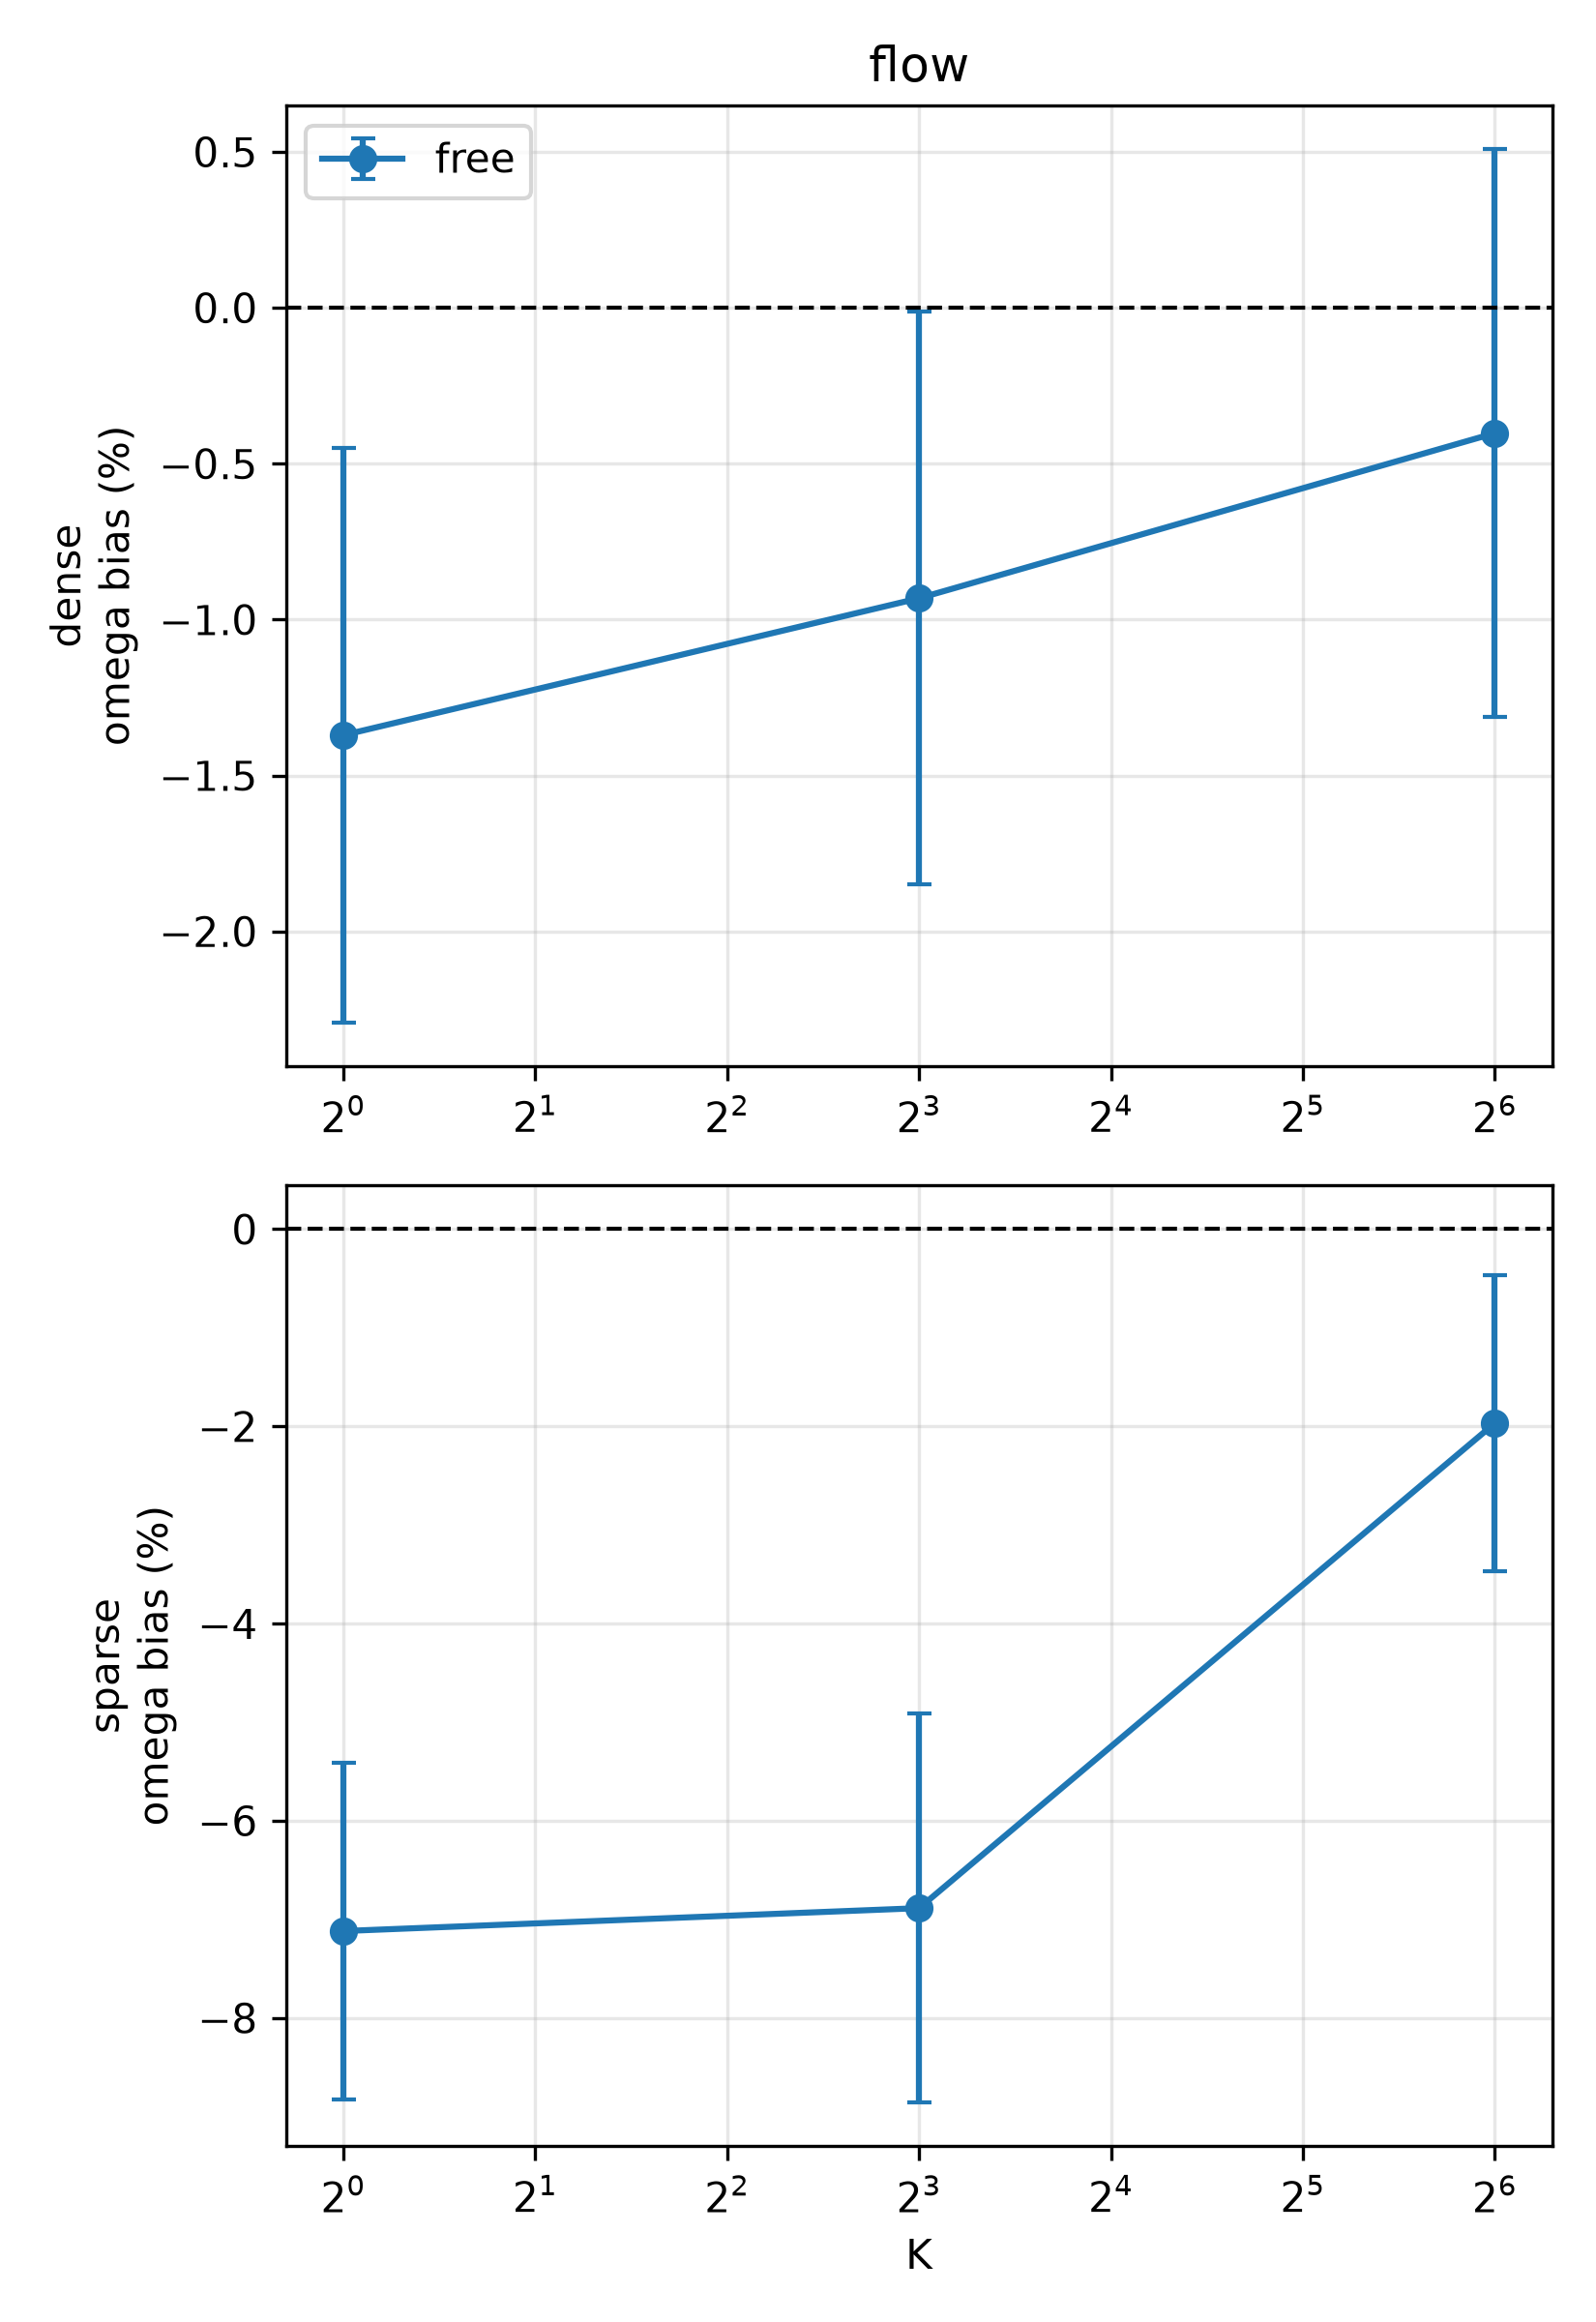 flow
free
dense
omega bias (%)
0.5
0.0
−0.5
−1.0
−1.5
−2.0
2⁰ 2¹ 2² 2³ 2⁴ 2⁵ 2⁶
sparse
omega bias (%)
0
−2
−4
−6
−8
2⁰ 2¹ 2² 2³ 2⁴ 2⁵ 2⁶
K